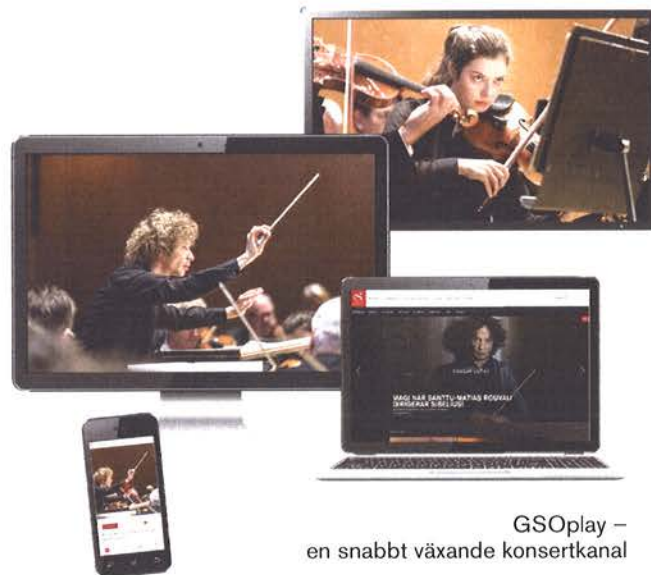 MAGI NÄR SANTTU-MATIAS ROUVALI
DIRIGERAR SIBELIUS!
GSOplay –
en snabbt växande konsertkanal